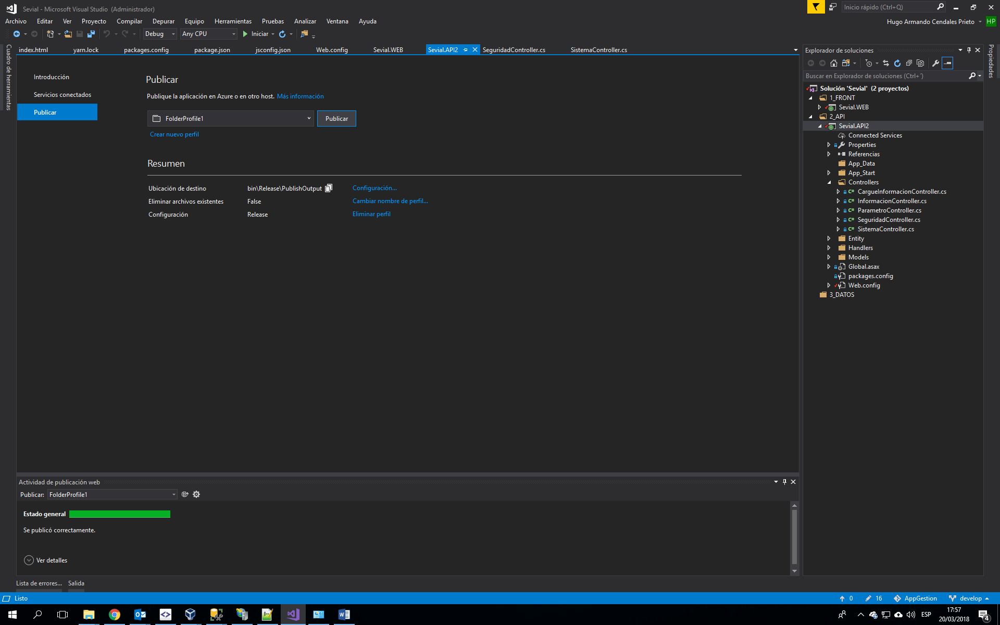 Sevial - Microsoft Visual Studio (Administrador)
Inicio rápido (Ctrl+Q)
Archivo Editar Ver Proyecto Compilar Depurar Equipo Herramientas Pruebas Analizar Ventana Ayuda
Hugo Armando Cendales Prieto HP
Debug Any CPU Iniciar
Cuadro de herramientas
index.html yarn.lock packages.config package.json jsconfig.json Web.config Sevial.WEB Sevial.API2 SeguridadController.cs SistemaController.cs
Introducción
Servicios conectados
Publicar
Publicar
Publique la aplicación en Azure o en otro host. Más información
FolderProfile1 Publicar
Crear nuevo perfil
Resumen
Ubicación de destino bin\Release\PublishOutput Configuración...
Eliminar archivos existentes False Cambiar nombre de perfil...
Configuración Release Eliminar perfil
Explorador de soluciones
Buscar en Explorador de soluciones (Ctrl+´)
Solución 'Sevial' (2 proyectos)
1_FRONT
Sevial.WEB
2_API
Sevial.API2
Connected Services
Properties
Referencias
App_Data
App_Start
Controllers
C# CargueInformacionController.cs
C# InformacionController.cs
C# ParametroController.cs
C# SeguridadController.cs
C# SistemaController.cs
Entity
Handlers
Models
Global.asax
packages.config
Web.config
3_DATOS
Propiedades
Actividad de publicación web
Publicar: FolderProfile1
Estado general
Se publicó correctamente.
Ver detalles
Lista de errores... Salida
Listo
0 16 AppGestion develop
ESP
17:57
20/03/2018
4